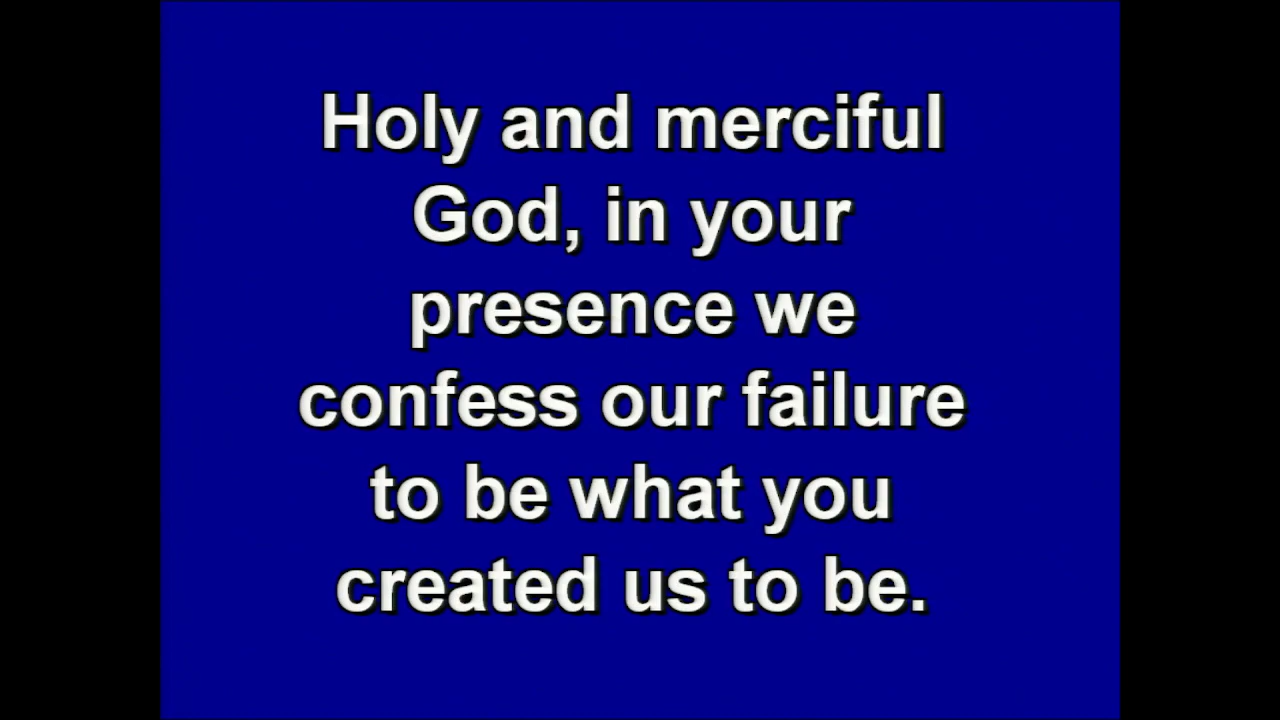 Holy and merciful
God, in your
presence we
confess our failure
to be what you
created us to be.